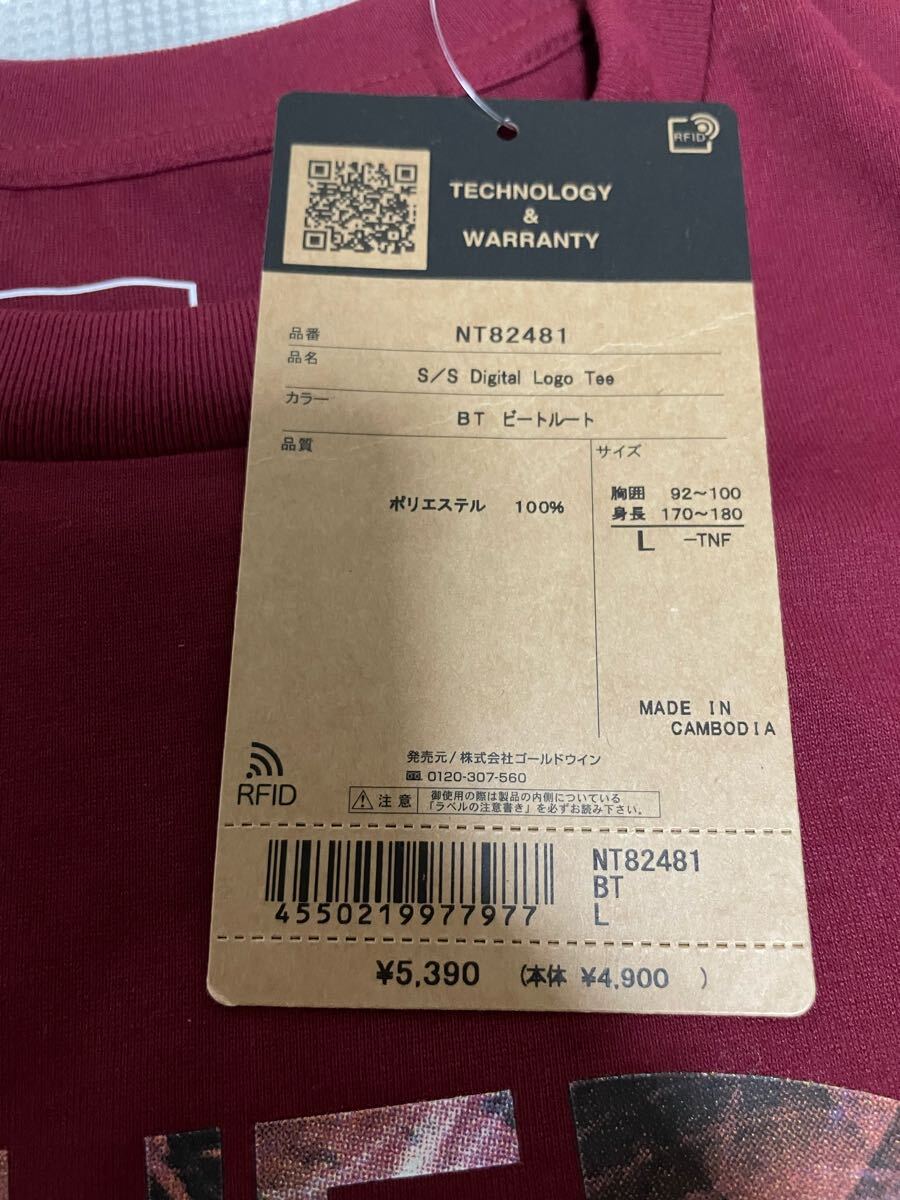 RFID
TECHNOLOGY
&
WARRANTY
品番 NT82481
品名
S/S Digital Logo Tee
カラー
BT ビートルート
品質
サイズ
ポリエステル 100%
胸囲 92～100
身長 170～180
L -TNF
MADE IN
CAMBODIA
発売元/株式会社ゴールドウイン
0120-307-560
RFID
注意
御使用の際は製品の内側についている
「ラベルの注意書き」を必ずお読み下さい。
4550219977977
NT82481
BT
L
¥5,390 (本体 ¥4,900 )